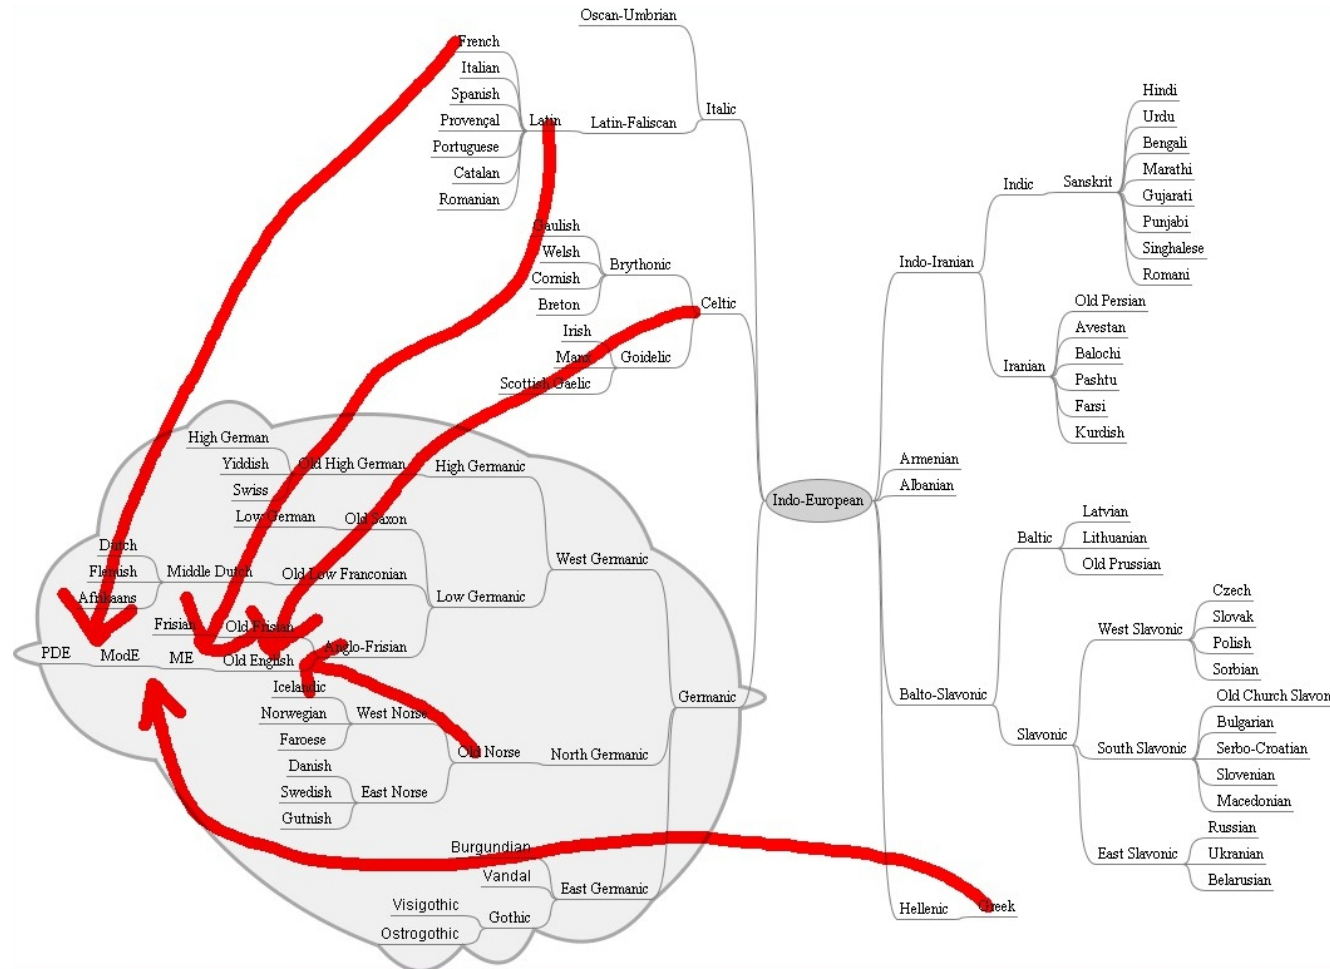 Oscan-Umbrian
French
Italian
Spanish
Provençal
Portuguese
Catalan
Romanian
Latin
Latin-Faliscan
Italic
Gaulish
Welsh
Cornish
Breton
Brythonic
Celtic
Irish
Manx
Scottish Gaelic
Goidelic
High German
Yiddish
Swiss
Old High German
High Germanic
Low German
Old Saxon
West Germanic
Dutch
Flemish
Afrikaans
Middle Dutch
Old Low Franconian
Low Germanic
Frisian
Old Frisian
Anglo-Frisian
PDE
ModE
ME
Old English
Icelandic
Norwegian
Faroese
West Norse
Old Norse
North Germanic
Germanic
Danish
Swedish
Gutnish
East Norse
Burgundian
Vandal
East Germanic
Visigothic
Ostrogothic
Gothic
Indo-European
Hindi
Urdu
Bengali
Marathi
Gujarati
Punjabi
Singhalese
Romani
Indic
Sanskrit
Indo-Iranian
Old Persian
Avestan
Balochi
Pashtu
Farsi
Kurdish
Iranian
Armenian
Albanian
Latvian
Lithuanian
Old Prussian
Baltic
Czech
Slovak
Polish
Sorbian
West Slavonic
Balto-Slavonic
Old Church Slavon
Bulgarian
Serbo-Croatian
Slovenian
Macedonian
South Slavonic
Slavonic
Russian
Ukranian
Belarusian
East Slavonic
Hellenic
Greek